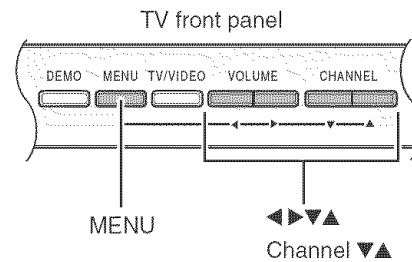 TV front panel
DEMO MENU TV/VIDEO VOLUME CHANNEL
◀ ▶ ▼ ▲
MENU
◀ ▶ ▼ ▲
Channel ▼ ▲